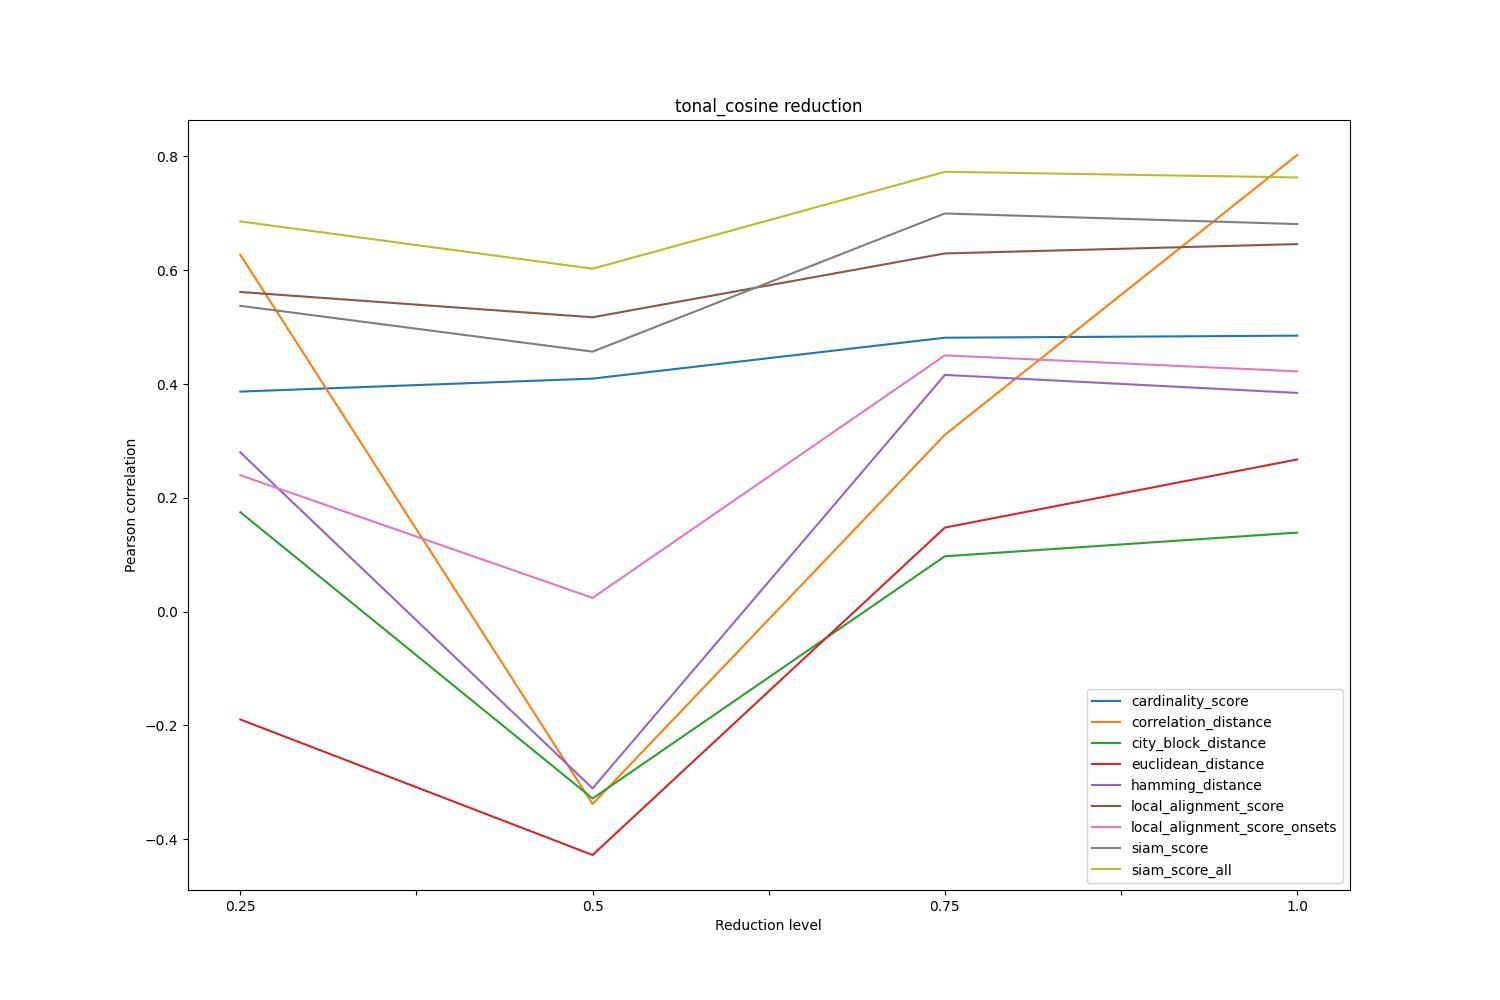 tonal_cosine reduction
0.8
0.6
0.4
0.2
0.0
−0.2
−0.4
Pearson correlation
cardinality_score
correlation_distance
city_block_distance
euclidean_distance
hamming_distance
local_alignment_score
local_alignment_score_onsets
siam_score
siam_score_all
0.25 0.5 0.75 1.0
Reduction level